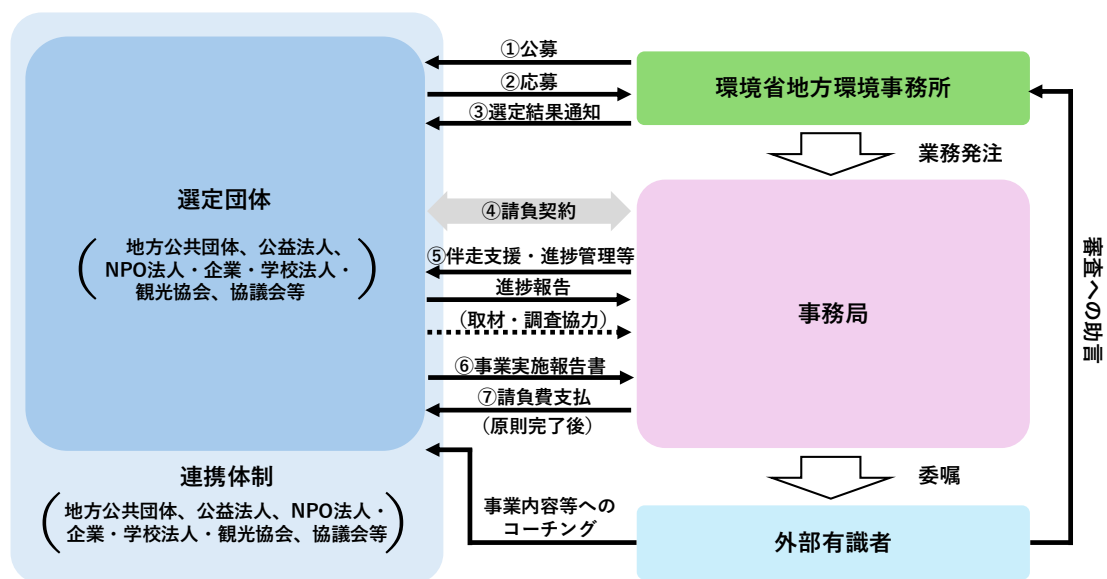 ①公募
②応募
③選定結果通知
環境省地方環境事務所
業務発注
選定団体
地方公共団体、公益法人、
NPO法人・企業・学校法人・
観光協会、協議会等
④請負契約
⑤伴走支援・進捗管理等
進捗報告
(取材・調査協力)
⑥事業実施報告書
⑦請負費支払
(原則完了後)
事務局
審査への助言
連携体制
地方公共団体、公益法人、NPO法人・
企業・学校法人・観光協会、協議会等
事業内容等への
コーチング
委嘱
外部有識者